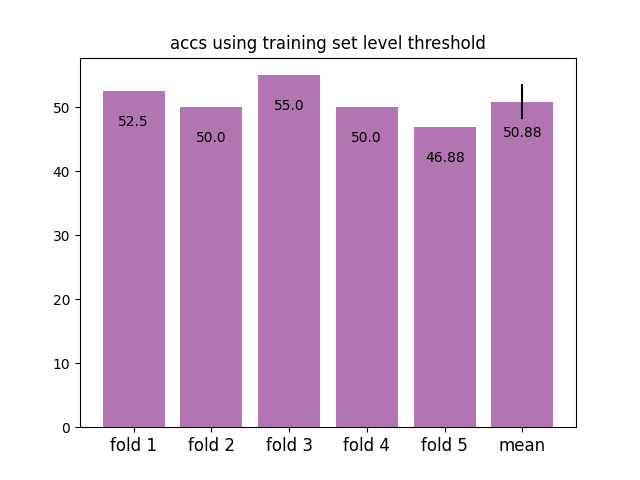 accs using training set level threshold
50
40
30
20
10
0
52.5
50.0
55.0
50.0
46.88
50.88
fold 1
fold 2
fold 3
fold 4
fold 5
mean